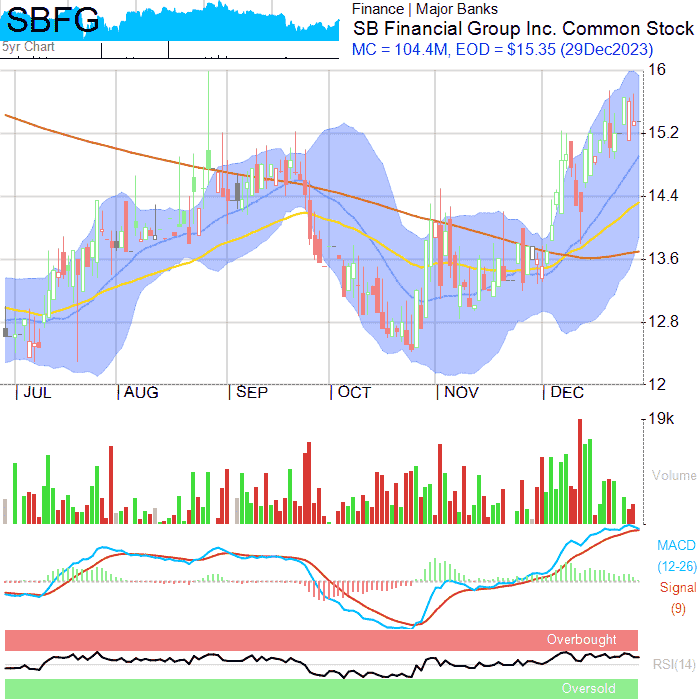 SBFG
5yr Chart
Finance | Major Banks
SB Financial Group Inc. Common Stock
MC = 104.4M, EOD = $15.35 (29Dec2023)
16
15.2
14.4
13.6
12.8
12
JUL AUG SEP OCT NOV DEC
19k
Volume
MACD
(12-26)
Signal
(9)
Overbought
RSI(14)
Oversold